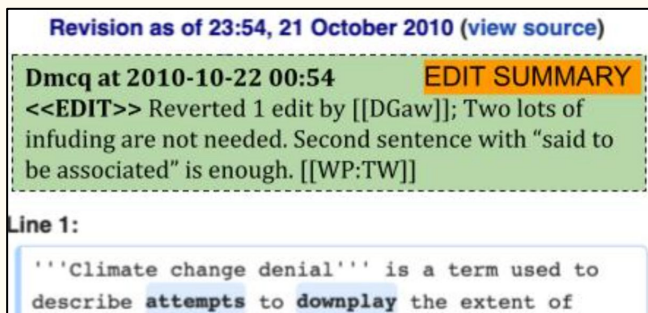 Revision as of 23:54, 21 October 2010 (view source)
Dmcq at 2010-10-22 00:54 EDIT SUMMARY
<<EDIT>> Reverted 1 edit by [[DGaw]]; Two lots of
infuding are not needed. Second sentence with “said to
be associated” is enough. [[WP:TW]]
Line 1:
'''Climate change denial''' is a term used to
describe attempts to downplay the extent of